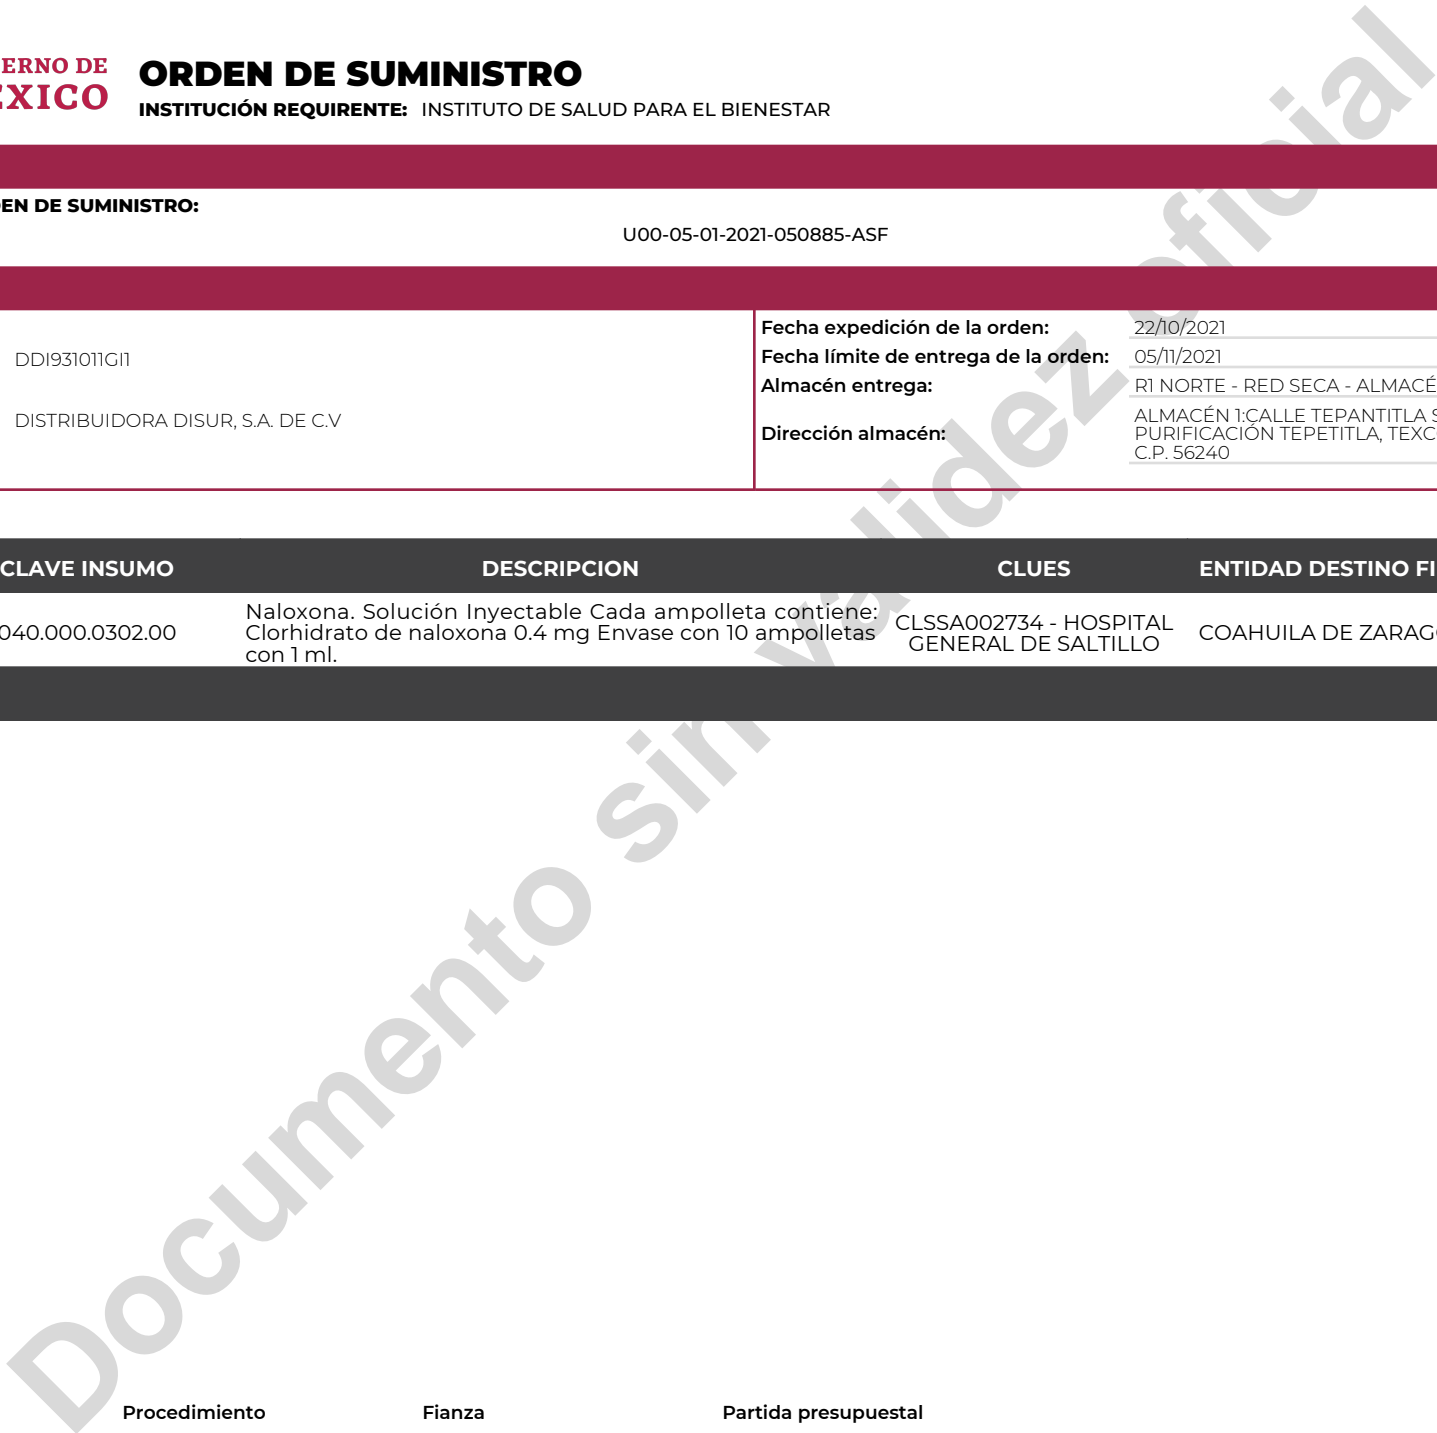 ERNO DE
EXICO
ORDEN DE SUMINISTRO
INSTITUCIÓN REQUIRENTE: INSTITUTO DE SALUD PARA EL BIENESTAR
EN DE SUMINISTRO:
U00-05-01-2021-050885-ASF
DDI931011GI1
DISTRIBUIDORA DISUR, S.A. DE C.V
Fecha expedición de la orden: 22/10/2021
Fecha límite de entrega de la orden: 05/11/2021
Almacén entrega: R1 NORTE - RED SECA - ALMACÉ
Dirección almacén:
ALMACÉN 1:CALLE TEPANTITLA S
PURIFICACIÓN TEPETITLA, TEXC
C.P. 56240
CLAVE INSUMO DESCRIPCION CLUES ENTIDAD DESTINO FI
040.000.0302.00
Naloxona. Solución Inyectable Cada ampolleta contiene:
Clorhidrato de naloxona 0.4 mg Envase con 10 ampolletas
con 1 ml.
CLSSA002734 - HOSPITAL
GENERAL DE SALTILLO
COAHUILA DE ZARAG
Documento sin validez oficial
Procedimiento Fianza Partida presupuestal